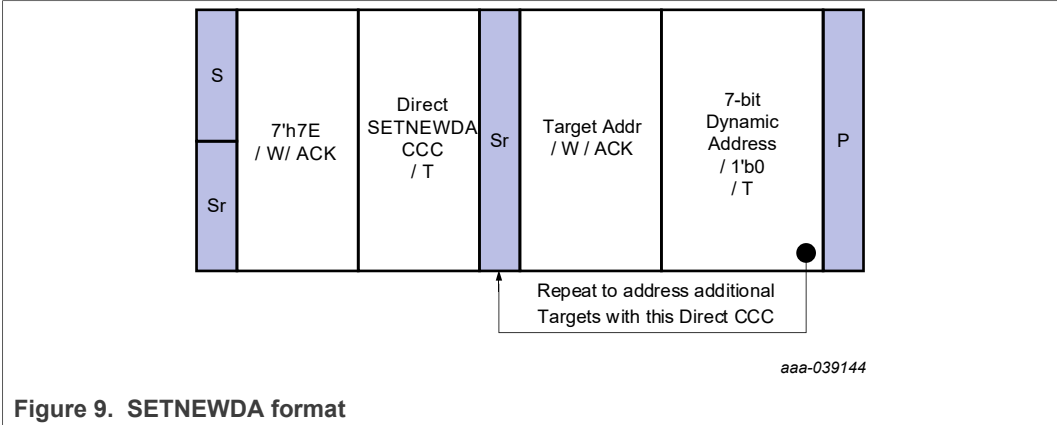 S
Sr
7'h7E
/ W/ ACK
Direct
SETNEWDA
CCC
/ T
Sr
Target Addr
/ W / ACK
7-bit
Dynamic
Address
/ 1'b0
/ T
P
Repeat to address additional
Targets with this Direct CCC
aaa-039144
Figure 9. SETNEWDA format